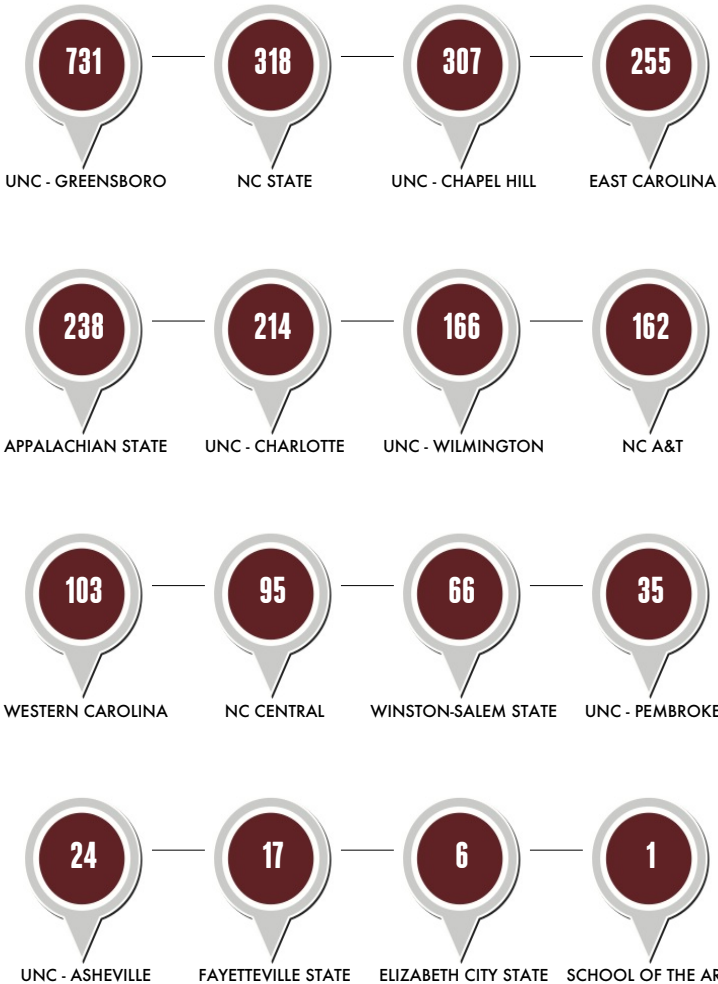 731 318 307 255
UNC - GREENSBORO NC STATE UNC - CHAPEL HILL EAST CAROLINA
238 214 166 162
APPALACHIAN STATE UNC - CHARLOTTE UNC - WILMINGTON NC A&T
103 95 66 35
WESTERN CAROLINA NC CENTRAL WINSTON-SALEM STATE UNC - PEMBROKE
24 17 6 1
UNC - ASHEVILLE FAYETTEVILLE STATE ELIZABETH CITY STATE SCHOOL OF THE AR